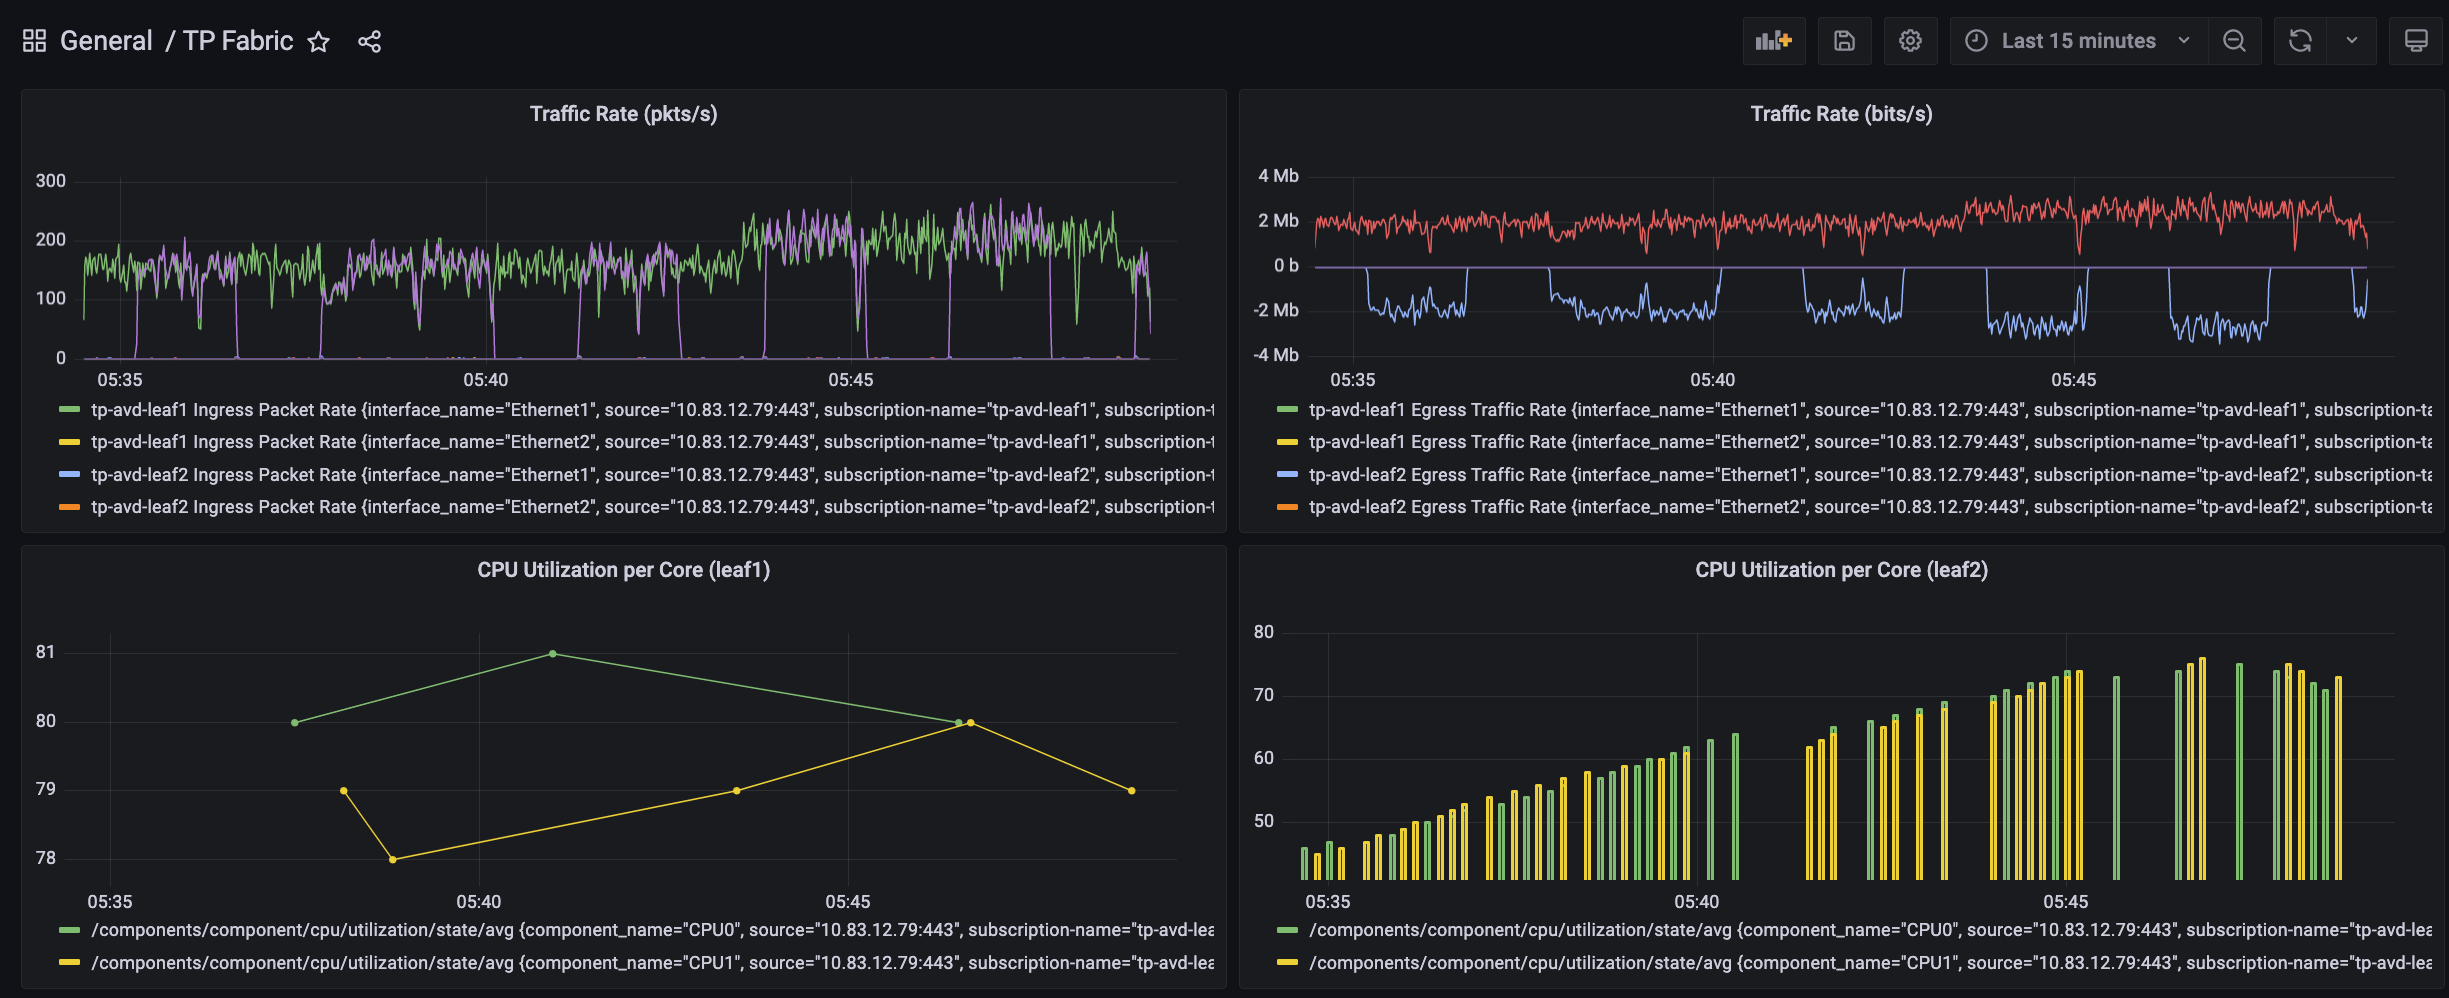 General / TP Fabric
Last 15 minutes
Traffic Rate (pkts/s)
300
200
100
0
05:35 05:40 05:45
tp-avd-leaf1 Ingress Packet Rate {interface_name="Ethernet1", source="10.83.12.79:443", subscription-name="tp-avd-leaf1", subscription-t
tp-avd-leaf1 Ingress Packet Rate {interface_name="Ethernet2", source="10.83.12.79:443", subscription-name="tp-avd-leaf1", subscription-t
tp-avd-leaf2 Ingress Packet Rate {interface_name="Ethernet1", source="10.83.12.79:443", subscription-name="tp-avd-leaf2", subscription-t
tp-avd-leaf2 Ingress Packet Rate {interface_name="Ethernet2", source="10.83.12.79:443", subscription-name="tp-avd-leaf2", subscription-t
Traffic Rate (bits/s)
4 Mb
2 Mb
0 b
-2 Mb
-4 Mb
05:35 05:40 05:45
tp-avd-leaf1 Egress Traffic Rate {interface_name="Ethernet1", source="10.83.12.79:443", subscription-name="tp-avd-leaf1", subscription-ta
tp-avd-leaf1 Egress Traffic Rate {interface_name="Ethernet2", source="10.83.12.79:443", subscription-name="tp-avd-leaf1", subscription-ta
tp-avd-leaf2 Egress Traffic Rate {interface_name="Ethernet1", source="10.83.12.79:443", subscription-name="tp-avd-leaf2", subscription-ta
tp-avd-leaf2 Egress Traffic Rate {interface_name="Ethernet2", source="10.83.12.79:443", subscription-name="tp-avd-leaf2", subscription-ta
CPU Utilization per Core (leaf1)
81
80
79
78
05:35 05:40 05:45
/components/component/cpu/utilization/state/avg {component_name="CPU0", source="10.83.12.79:443", subscription-name="tp-avd-lea
/components/component/cpu/utilization/state/avg {component_name="CPU1", source="10.83.12.79:443", subscription-name="tp-avd-lea
CPU Utilization per Core (leaf2)
80
70
60
50
05:35 05:40 05:45
/components/component/cpu/utilization/state/avg {component_name="CPU0", source="10.83.12.79:443", subscription-name="tp-avd-lea
/components/component/cpu/utilization/state/avg {component_name="CPU1", source="10.83.12.79:443", subscription-name="tp-avd-lea